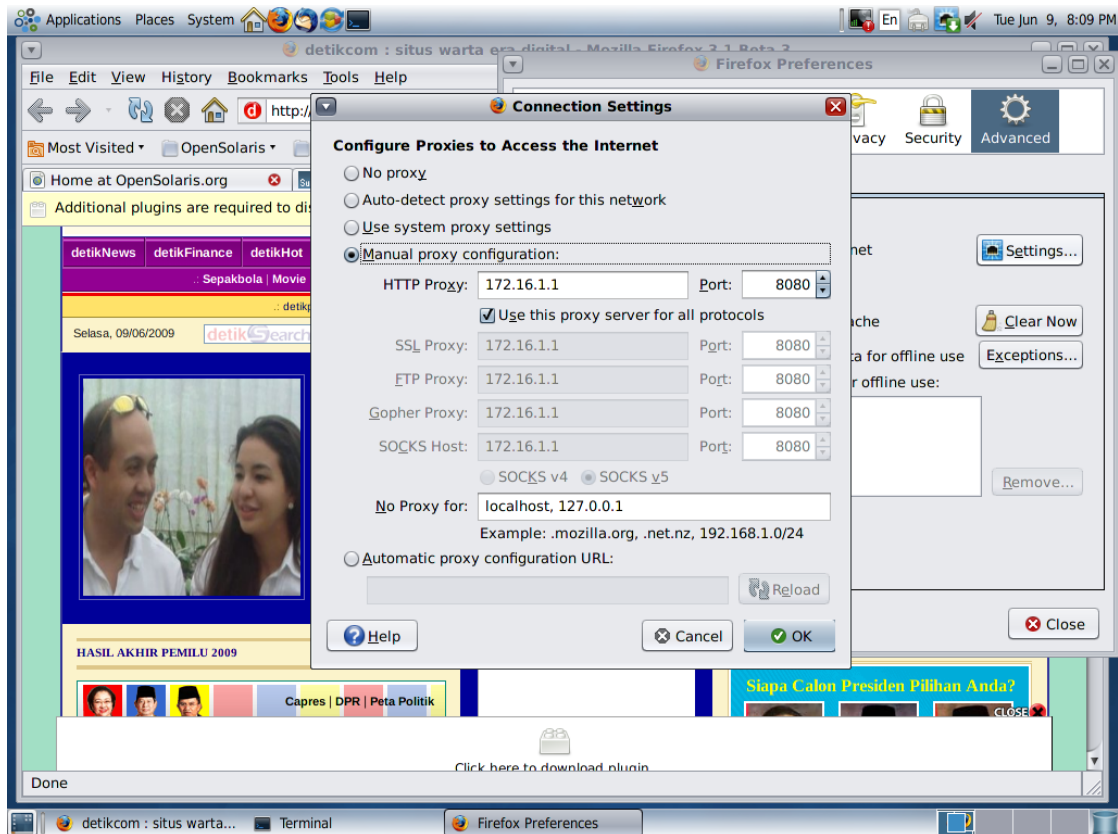 Applications Places System En Tue Jun 9, 8:09 PM
detikcom : situs warta era digital - Mozilla Firefox 3.1 Beta 3
Firefox Preferences
File Edit View History Bookmarks Tools Help
http:/
Connection Settings
vacy Security Advanced
Most Visited OpenSolaris
Home at OpenSolaris.org
Additional plugins are required to dis
detikNews detikFinance detikHot
.: Sepakbola | Movie
.: detikp
Selasa, 09/06/2009 detikSearch
Configure Proxies to Access the Internet
No proxy
Auto-detect proxy settings for this network
Use system proxy settings
Manual proxy configuration:
HTTP Proxy: 172.16.1.1 Port: 8080
Use this proxy server for all protocols
SSL Proxy: 172.16.1.1 Port: 8080
FTP Proxy: 172.16.1.1 Port: 8080
Gopher Proxy: 172.16.1.1 Port: 8080
SOCKS Host: 172.16.1.1 Port: 8080
SOCKS v4 SOCKS v5
No Proxy for: localhost, 127.0.0.1
Example: .mozilla.org, .net.nz, 192.168.1.0/24
Automatic proxy configuration URL:
Reload
Help Cancel OK
net Settings...
ache Clear Now
ta for offline use Exceptions...
r offline use:
Remove...
Close
HASIL AKHIR PEMILU 2009
Capres | DPR | Peta Politik
Siapa Calon Presiden Pilihan Anda?
CLOSE
Click here to download plugin
Done
detikcom : situs warta... Terminal Firefox Preferences